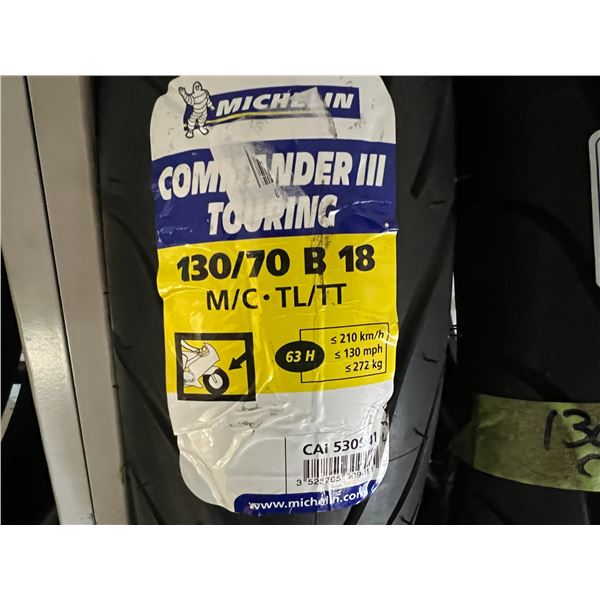 MICHELIN
COMMANDER III
TOURING
130/70 B 18
M/C • TL/TT
63 H
≤ 210 km/h
≤ 130 mph
≤ 272 kg
CAi
www.michelin.com